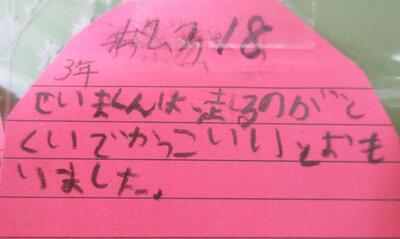 18
3年
せいまくんは走るのがと
くいでかっこいいとおも
いました。